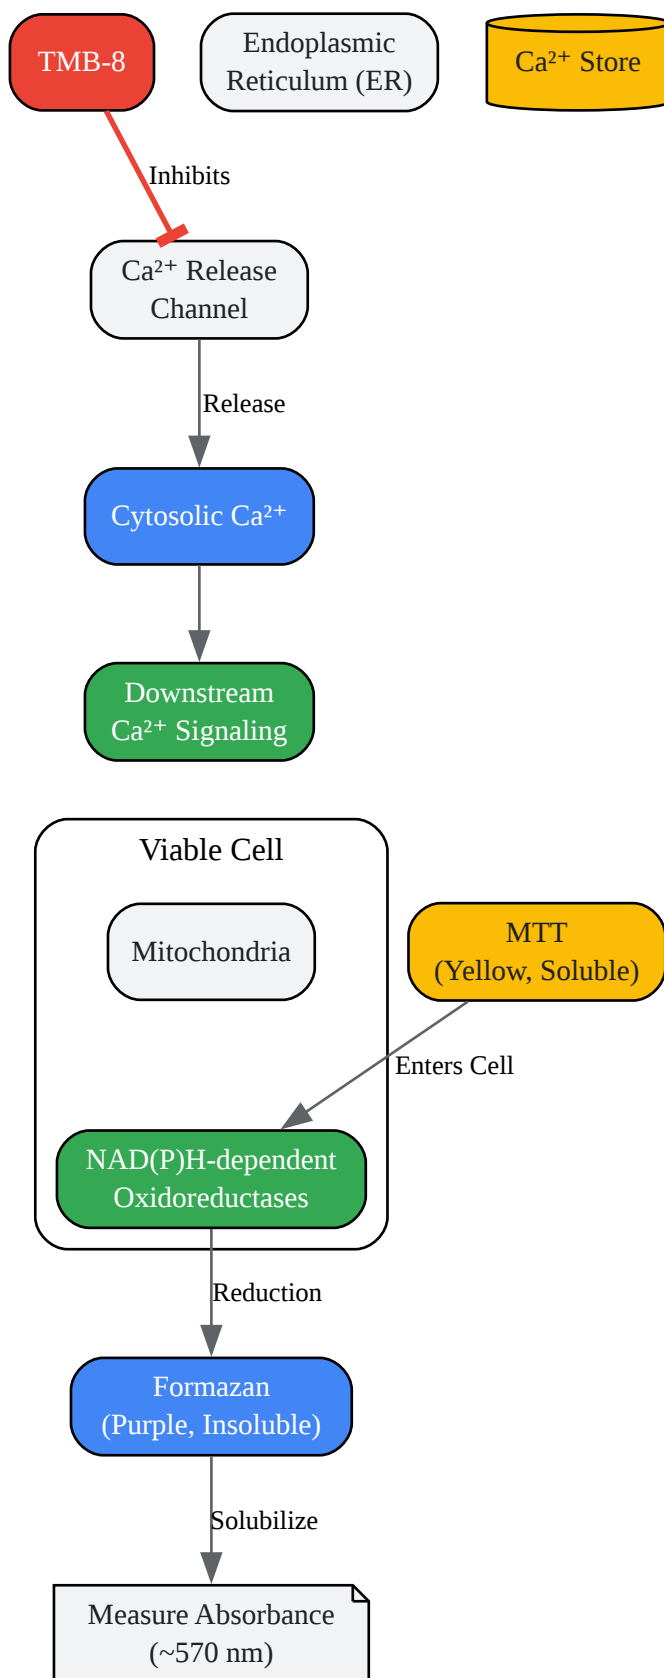 TMB-8
Endoplasmic
Reticulum (ER)
Ca²⁺ Store
Inhibits
Ca²⁺ Release
Channel
Release
Cytosolic Ca²⁺
Downstream
Ca²⁺ Signaling
Viable Cell
Mitochondria
MTT
(Yellow, Soluble)
Enters Cell
NAD(P)H-dependent
Oxidoreductases
Reduction
Formazan
(Purple, Insoluble)
Solubilize
Measure Absorbance
(~570 nm)